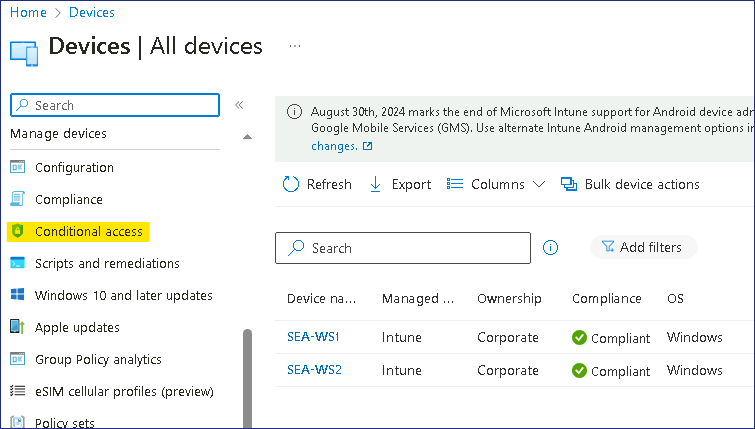 Home > Devices
Devices | All devices ...
Search «
Manage devices
Configuration
Compliance
Conditional access
Scripts and remediations
Windows 10 and later updates
Apple updates
Group Policy analytics
eSIM cellular profiles (preview)
Policy sets
August 30th, 2024 marks the end of Microsoft Intune support for Android device adm
Google Mobile Services (GMS). Use alternate Intune Android management options in
changes.
Refresh Export Columns Bulk device actions
Search Add filters
Device na... Managed ... Ownership Compliance OS
SEA-WS1 Intune Corporate Compliant Windows
SEA-WS2 Intune Corporate Compliant Windows